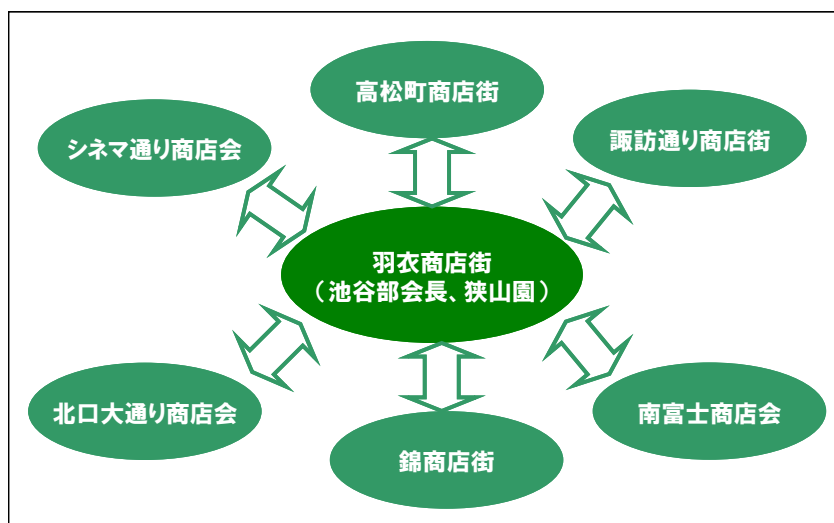 高松町商店街
シネマ通り商店会
諏訪通り商店街
羽衣商店街
（池谷部会長、狭山園）
北口大通り商店会
南富士商店会
錦商店街